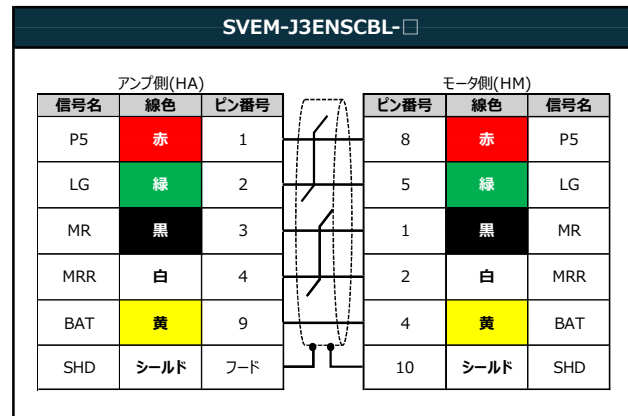 SVEM-J3ENSCBL-□
アンプ側(HA) モータ側(HM)
信号名 線色 ピン番号 ピン番号 線色 信号名
P5 赤 1 8 赤 P5
LG 緑 2 5 緑 LG
MR 黒 3 1 黒 MR
MRR 白 4 2 白 MRR
BAT 黄 9 4 黄 BAT
SHD シールド フード 10 シールド SHD